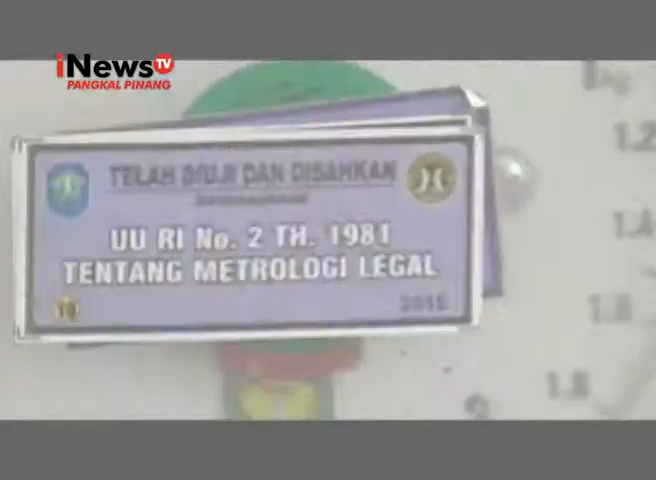 iNews TV
PANGKAL PINANG
TELAH DIUJI DAN DISAHKAN
UU RI No. 2 TH. 1981
TENTANG METROLOGI LEGAL
1.2
1.4
1.6
1.8
2